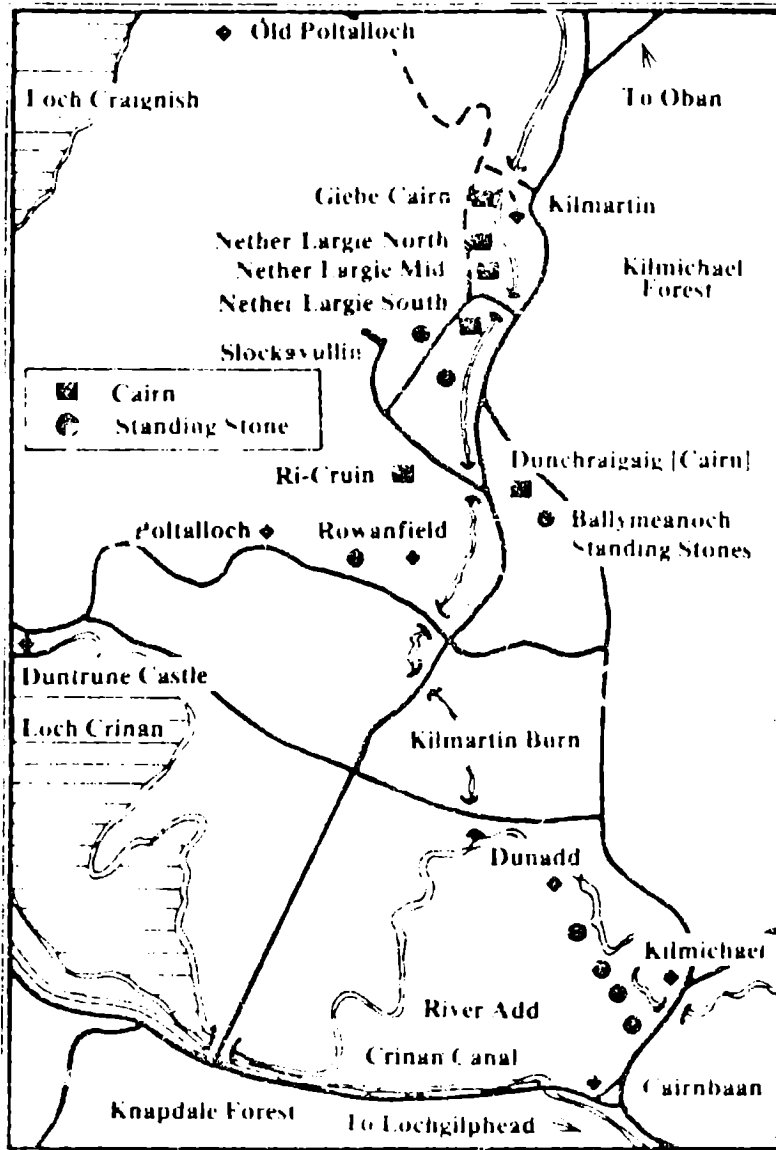 Old Poltalloch
Loch Craignish
To Oban
Glebe Cairn
Kilmartin
Nether Largie North
Nether Largie Mid
Kilmichael
Forest
Nether Largie South
Slockavullin
Cairn
Standing Stone
Dunchraigaig [Cairn]
Ri-Cruin
Poltalloch
Rowanfield
Ballymeanoch
Standing Stones
Duntrune Castle
Loch Crinan
Kilmartin Burn
Dunadd
Kilmichael
River Add
Crinan Canal
Cairnbaan
Knapdale Forest
To Lochgilphead